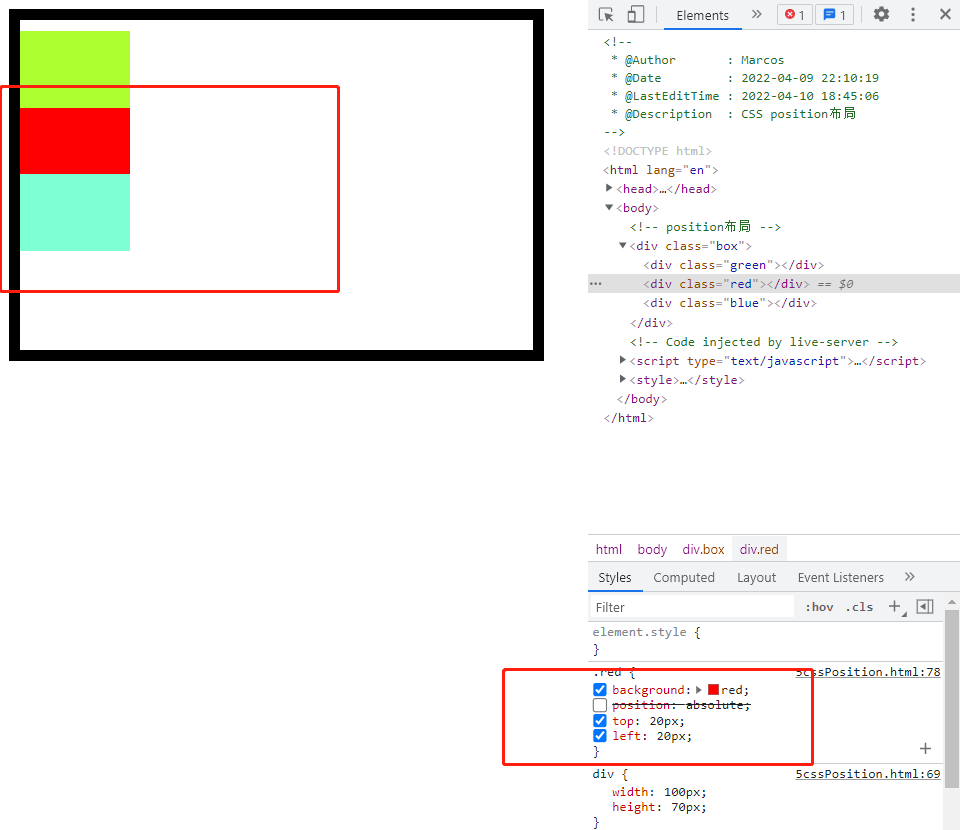 Elements
1
1
<!--
* @Author       : Marcos
* @Date         : 2022-04-09 22:10:19
* @LastEditTime : 2022-04-10 18:45:06
* @Description  : CSS position布局
-->
<!DOCTYPE html>
<html lang="en">
<head>…</head>
<body>
<!-- position布局 -->
<div class="box">
<div class="green"></div>
<div class="red"></div> == $0
<div class="blue"></div>
</div>
<!-- Code injected by live-server -->
<script type="text/javascript">…</script>
<style>…</style>
</body>
</html>
html body div.box div.red
Styles Computed Layout Event Listeners
Filter :hov .cls
element.style {
}
.red { 5cssPosition.html:78
background: red;
position: absolute;
top: 20px;
left: 20px;
}
div { 5cssPosition.html:69
width: 100px;
height: 70px;
}